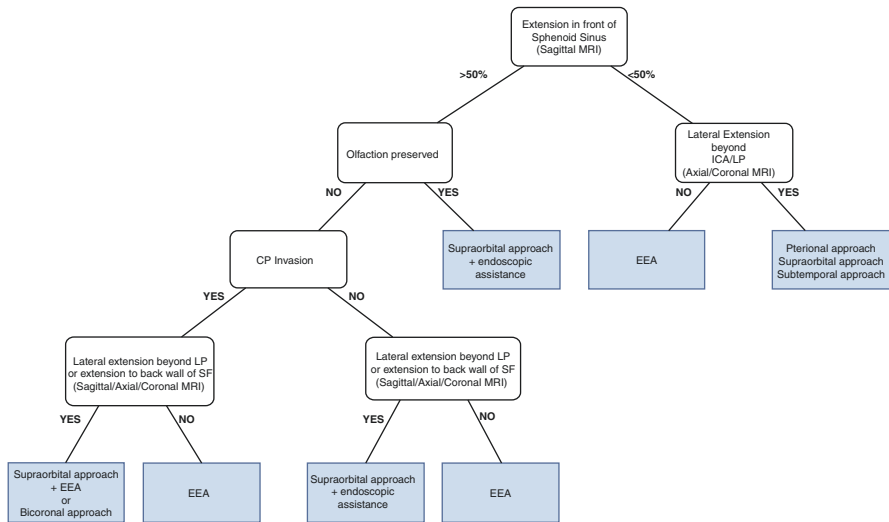 Extension in front of
Sphenoid Sinus
(Sagittal MRI)
>50%
<50%
Olfaction preserved
Lateral Extension
beyond
ICA/LP
(Axial/Coronal MRI)
NO
YES
NO
YES
CP Invasion
Supraorbital approach
+ endoscopic
assistance
EEA
Pterional approach
Supraorbital approach
Subtemporal approach
YES
NO
Lateral extension beyond LP
or extension to back wall of SF
(Sagittal/Axial/Coronal MRI)
Lateral extension beyond LP
or extension to back wall of SF
(Sagittal/Axial/Coronal MRI)
YES
NO
YES
NO
Supraorbital approach
+ EEA
or
Bicoronal approach
EEA
Supraorbital approach
+ endoscopic
assistance
EEA